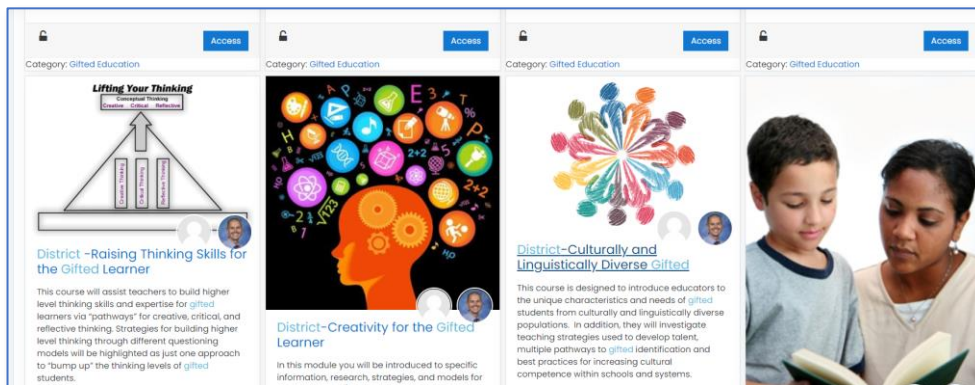 Access
Access
Access
Access
Category: Gifted Education
Category: Gifted Education
Category: Gifted Education
Category: Gifted Education
Lifting Your Thinking
Conceptual Thinking
Creative Critical Reflective
Creative Thinking
Critical Thinking
Reflective Thinking
District -Raising Thinking Skills for
the Gifted Learner
This course will assist teachers to build higher
level thinking skills and expertise for gifted
learners via "pathways" for creative, critical, and
reflective thinking. Strategies for building higher
level thinking through different questioning
models will be highlighted as just one approach
to "bump up" the thinking levels of gifted
students.
District-Creativity for the Gifted
Learner
In this module you will be introduced to specific
information, research, strategies, and models for
District-Culturally and
Linguistically Diverse Gifted
This course is designed to introduce educators to
the unique characteristics and needs of gifted
students from culturally and linguistically diverse
populations. In addition, they will Investigate
teaching strategies used to develop talent,
multiple pathways to gifted identification and
best practices for increasing cultural
competence within schools and systems.